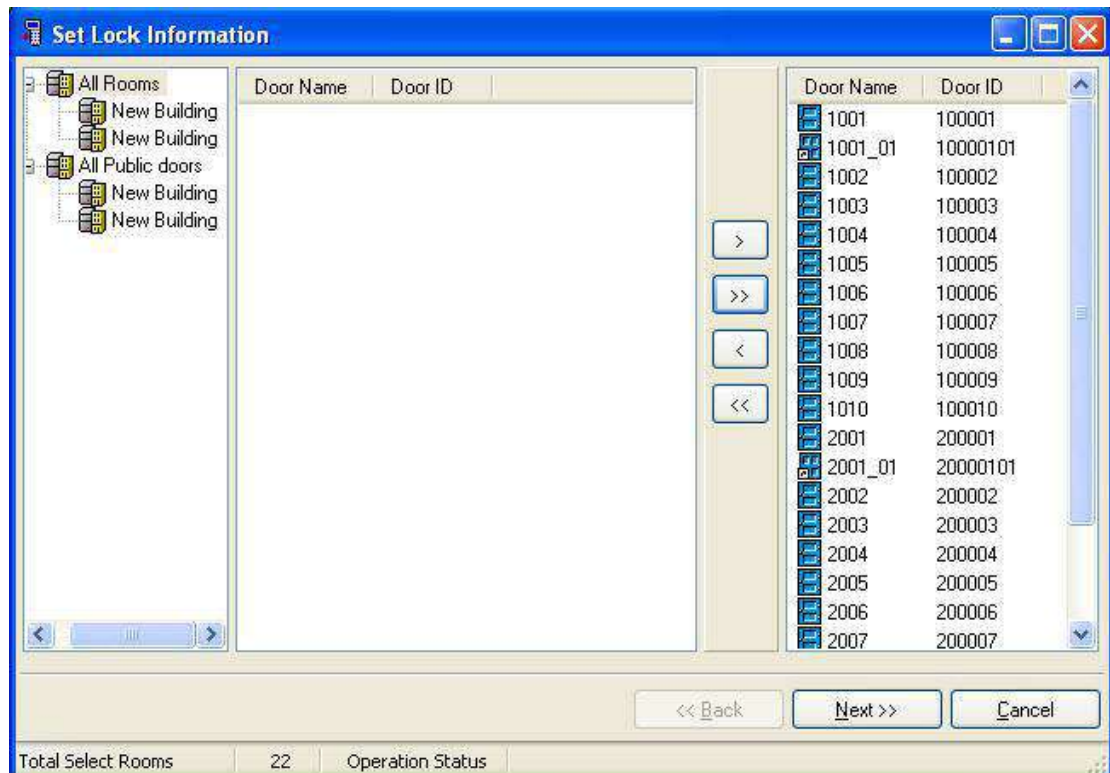 Set Lock Information
All Rooms
New Building
New Building
All Public doors
New Building
New Building
Door Name Door ID
>
>>
<
<<
Door Name Door ID
1001 100001
1001_01 10000101
1002 100002
1003 100003
1004 100004
1005 100005
1006 100006
1007 100007
1008 100008
1009 100009
1010 100010
2001 200001
2001_01 20000101
2002 200002
2003 200003
2004 200004
2005 200005
2006 200006
2007 200007
<< Back Next >> Cancel
Total Select Rooms 22 Operation Status